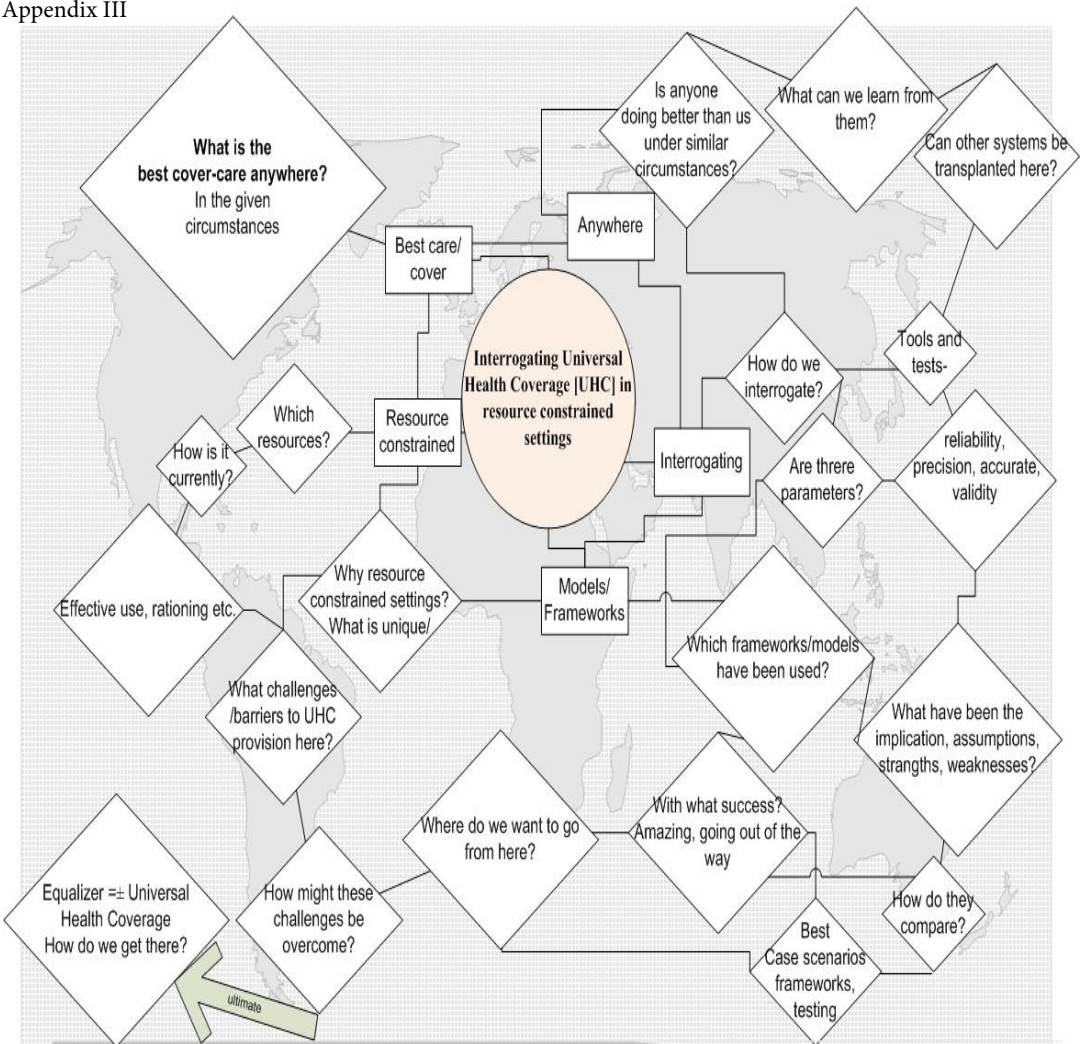 Appendix III
What is the
best cover-care anywhere?
In the given
circumstances
Is anyone
doing better than us
under similar
circumstances?
What can we learn from
them?
Can other systems be
transplanted here?
Anywhere
Best care/
cover
Interrogating Universal
Health Coverage [UHC] in
resource constrained
settings
How do we
interrogate?
Tools and
tests-
Which
resources?
Resource
constrained
How is it
currently?
Interrogating
Are threre
parameters?
reliability,
precision, accurate,
validity
Effective use, rationing etc.
Why resource
constrained settings?
What is unique/
Models/
Frameworks
Which frameworks/models
have been used?
What challenges
/barriers to UHC
provision here?
What have been the
implication, assumptions,
strangths, weaknesses?
Where do we want to go
from here?
With what success?
Amazing, going out of the
way
Equalizer =± Universal
Health Coverage
How do we get there?
How might these
challenges be
overcome?
How do they
compare?
Best
Case scenarios
frameworks,
testing
ultimate